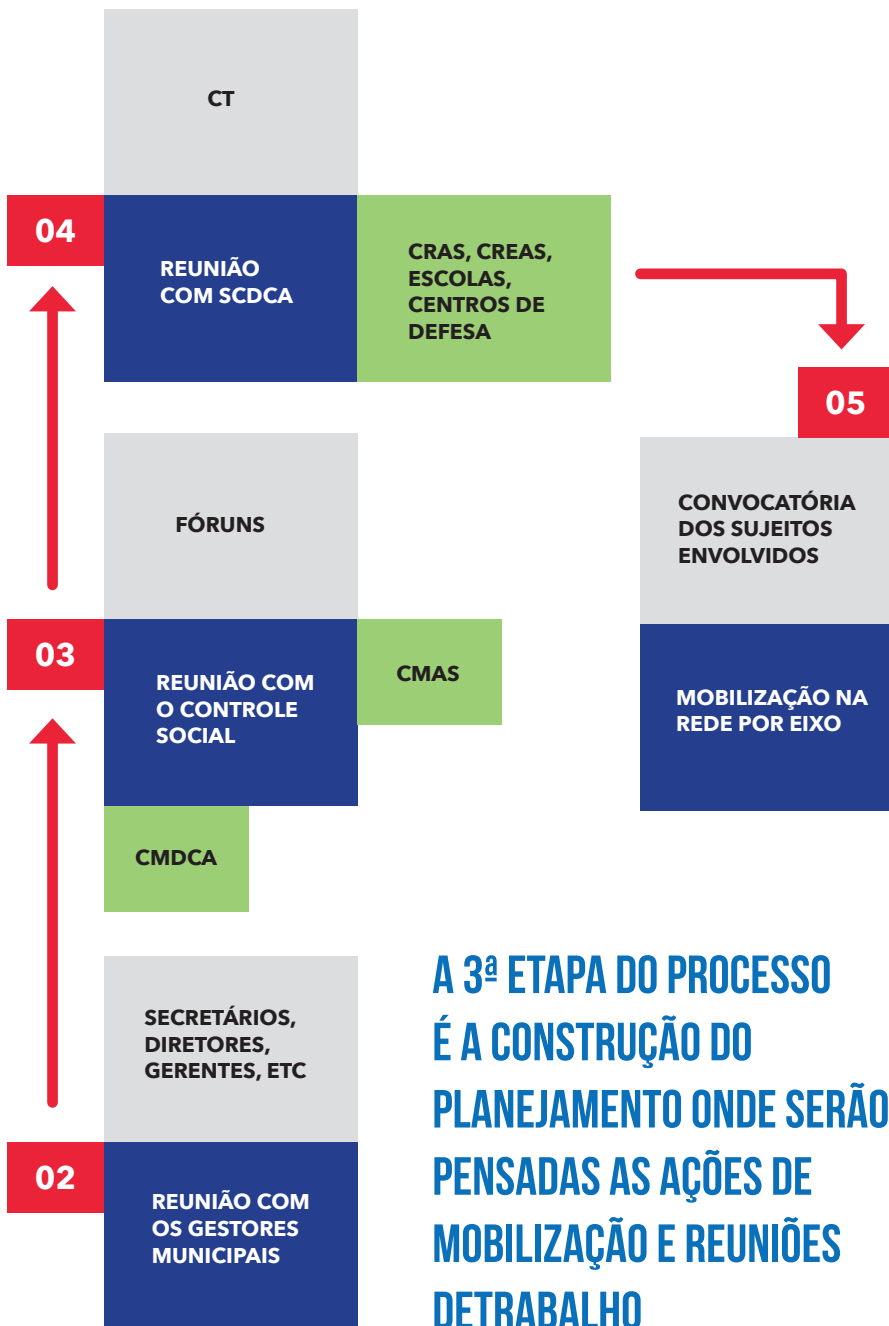 CT
04
REUNIÃO
COM SCDCA
CRAS, CREAS,
ESCOLAS,
CENTROS DE
DEFESA
05
CONVOCATÓRIA
DOS SUJEITOS
ENVOLVIDOS
MOBILIZAÇÃO NA
REDE POR EIXO
FÓRUNS
03
REUNIÃO COM
O CONTROLE
SOCIAL
CMAS
CMDCA
SECRETÁRIOS,
DIRETORES,
GERENTES, ETC
02
REUNIÃO COM
OS GESTORES
MUNICIPAIS
A 3ª ETAPA DO PROCESSO
É A CONSTRUÇÃO DO
PLANEJAMENTO ONDE SERÃO
PENSADAS AS AÇÕES DE
MOBILIZAÇÃO E REUNIÕES
DETRABALHO